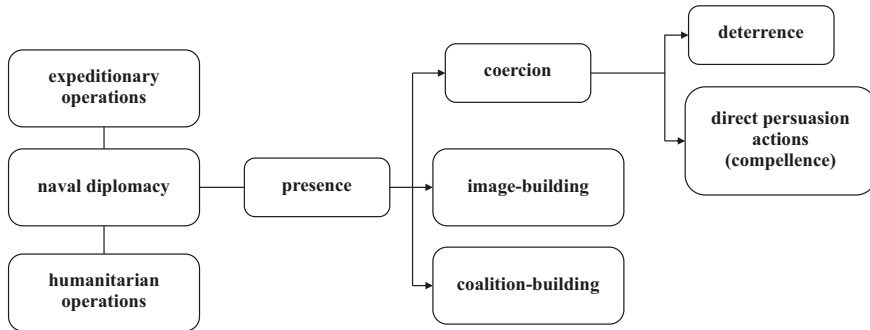 expeditionary
operations
naval diplomacy
humanitarian
operations
presence
coercion
image-building
coalition-building
deterrence
direct persuasion
actions
(compellence)